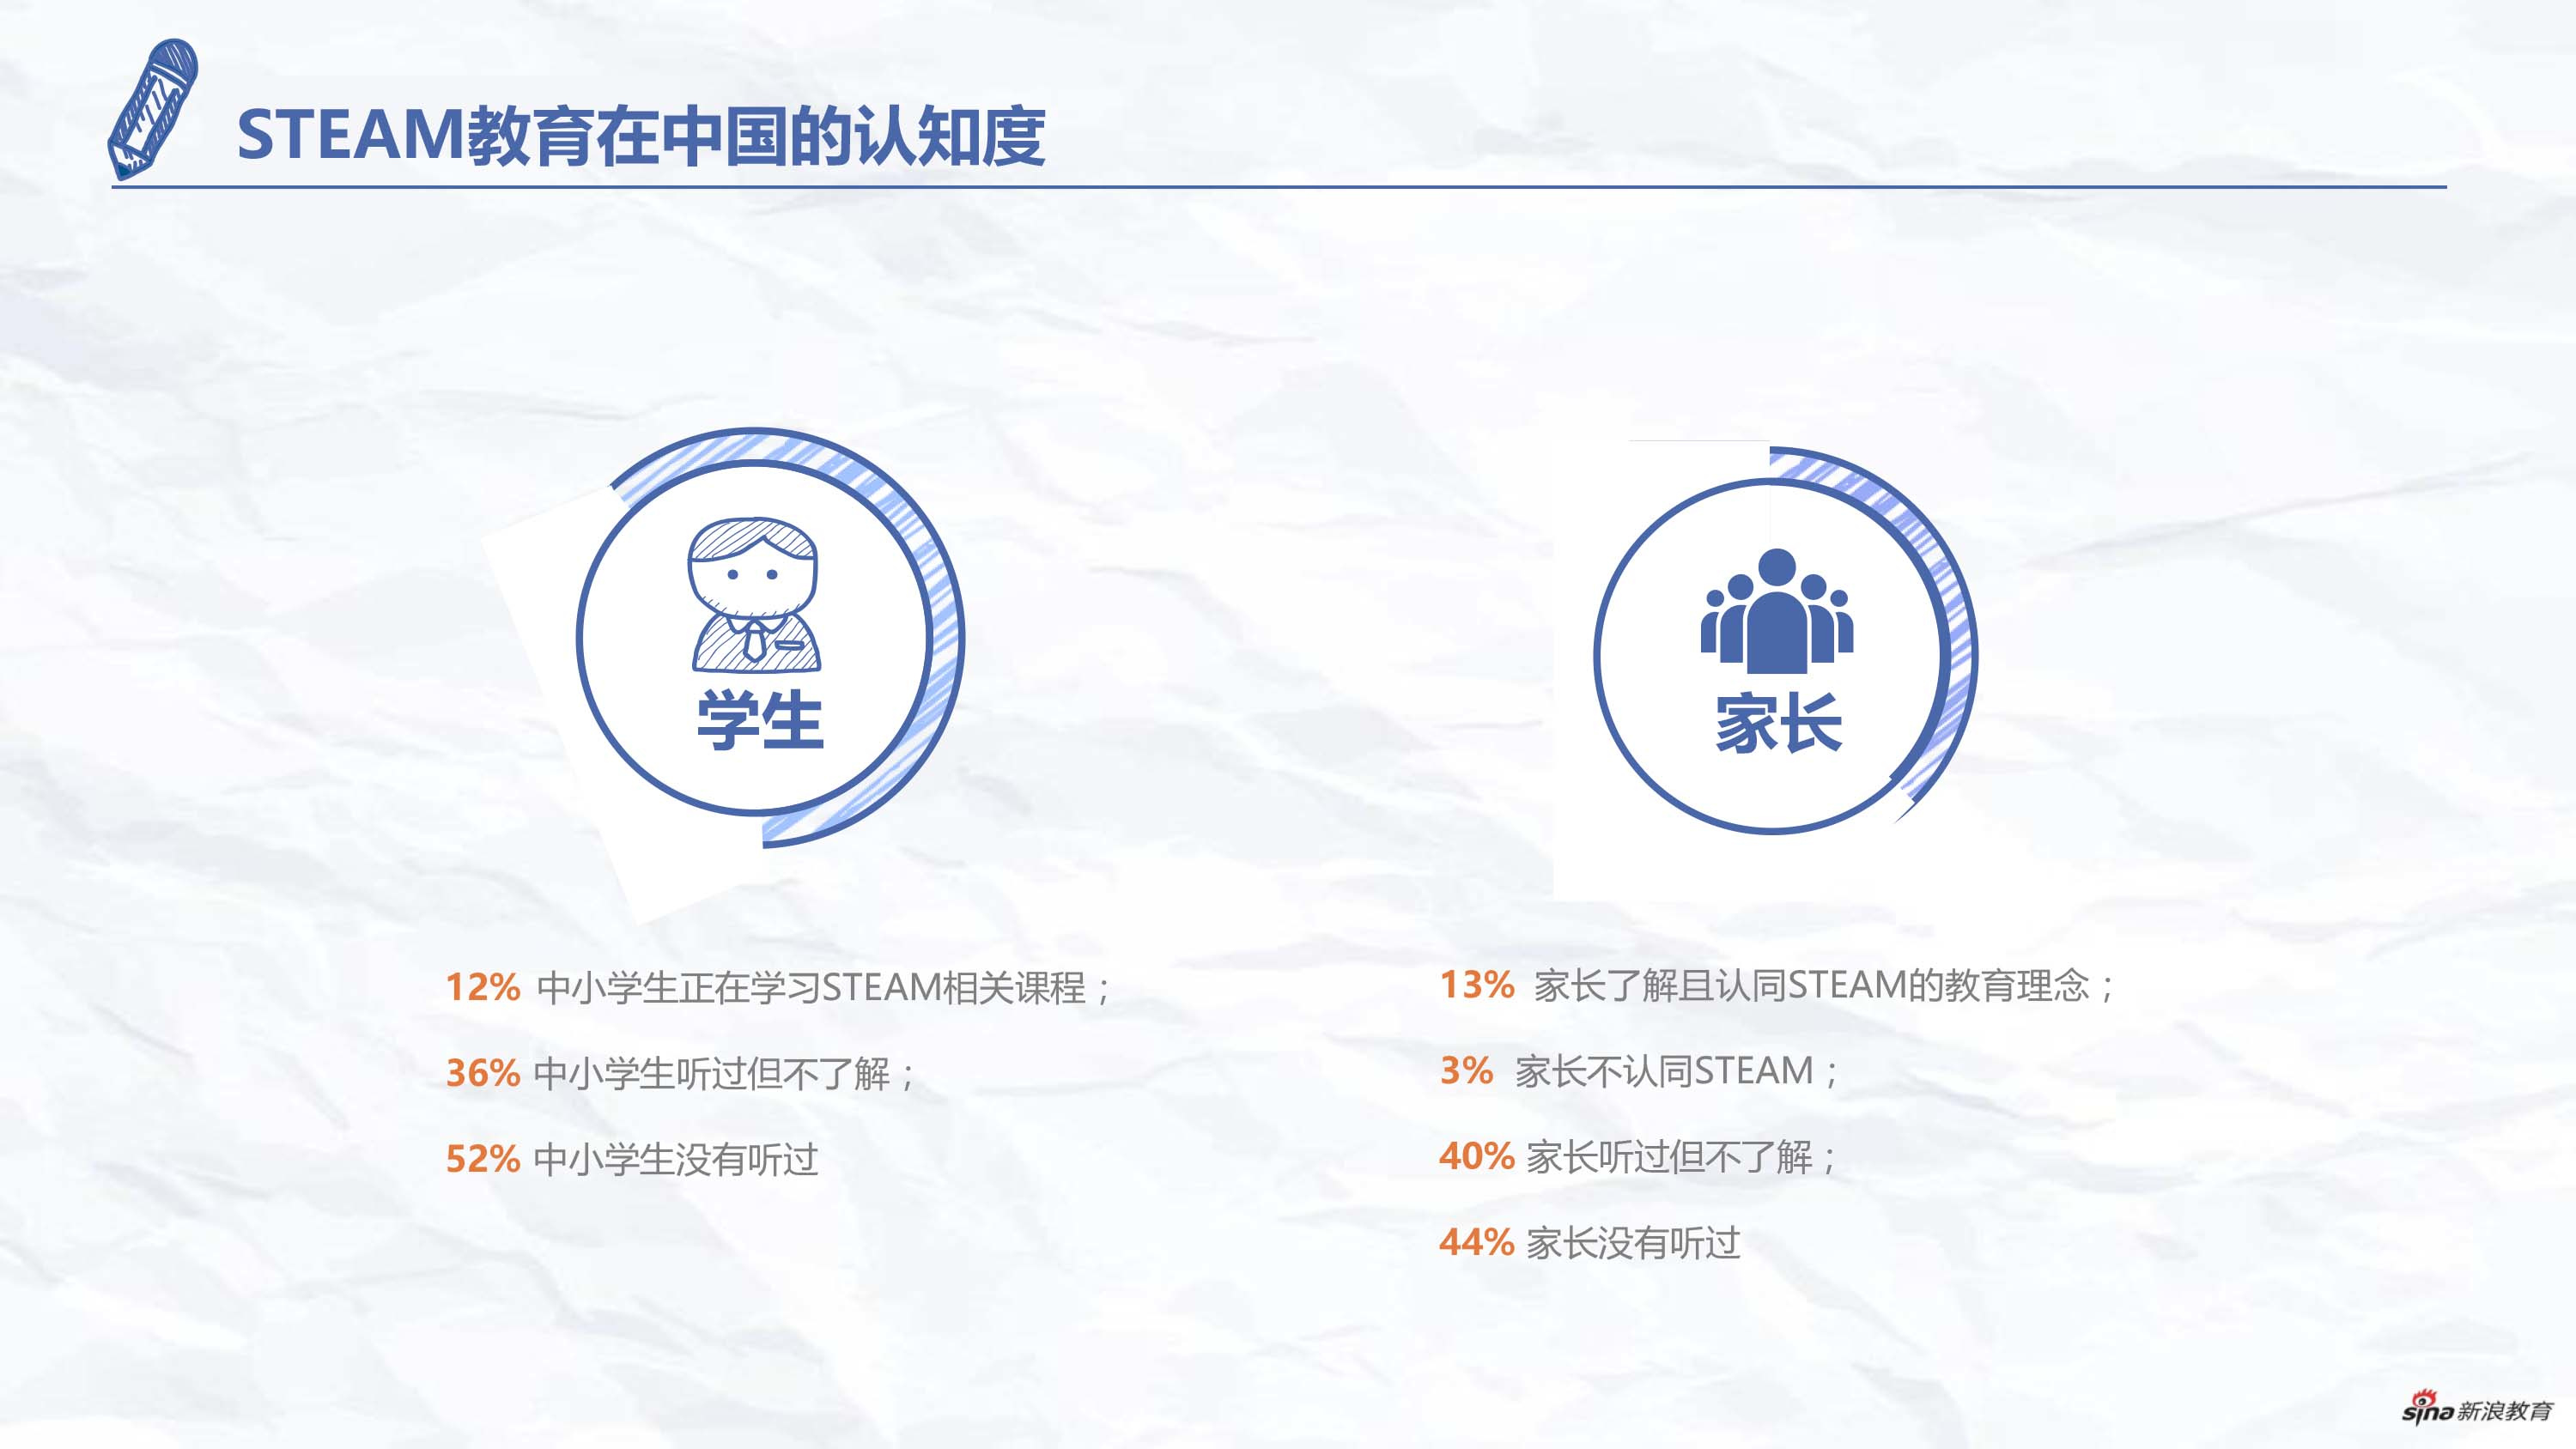 STEAM教育在中国的认知度
学生
12% 中小学生正在学习STEAM相关课程；
36% 中小学生听过但不了解；
52% 中小学生没有听过
家长
13% 家长了解且认同STEAM的教育理念；
3% 家长不认同STEAM；
40% 家长听过但不了解；
44% 家长没有听过
sina新浪教育